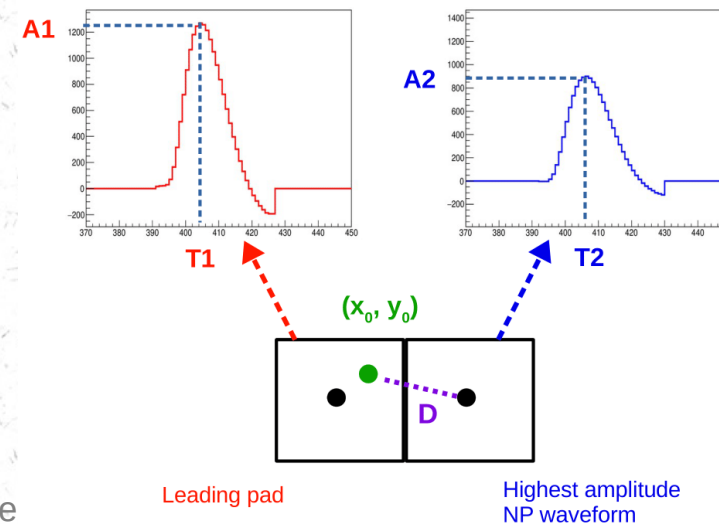 A1
1200
1000
800
600
400
200
0
−200
370 380 390 400 410 420 430 440 450
T1
A2
1400
1200
1000
800
600
400
200
0
−200
370 380 390 400 410 420 430 440
T2
(x0, y0)
D
Leading pad
Highest amplitude
NP waveform